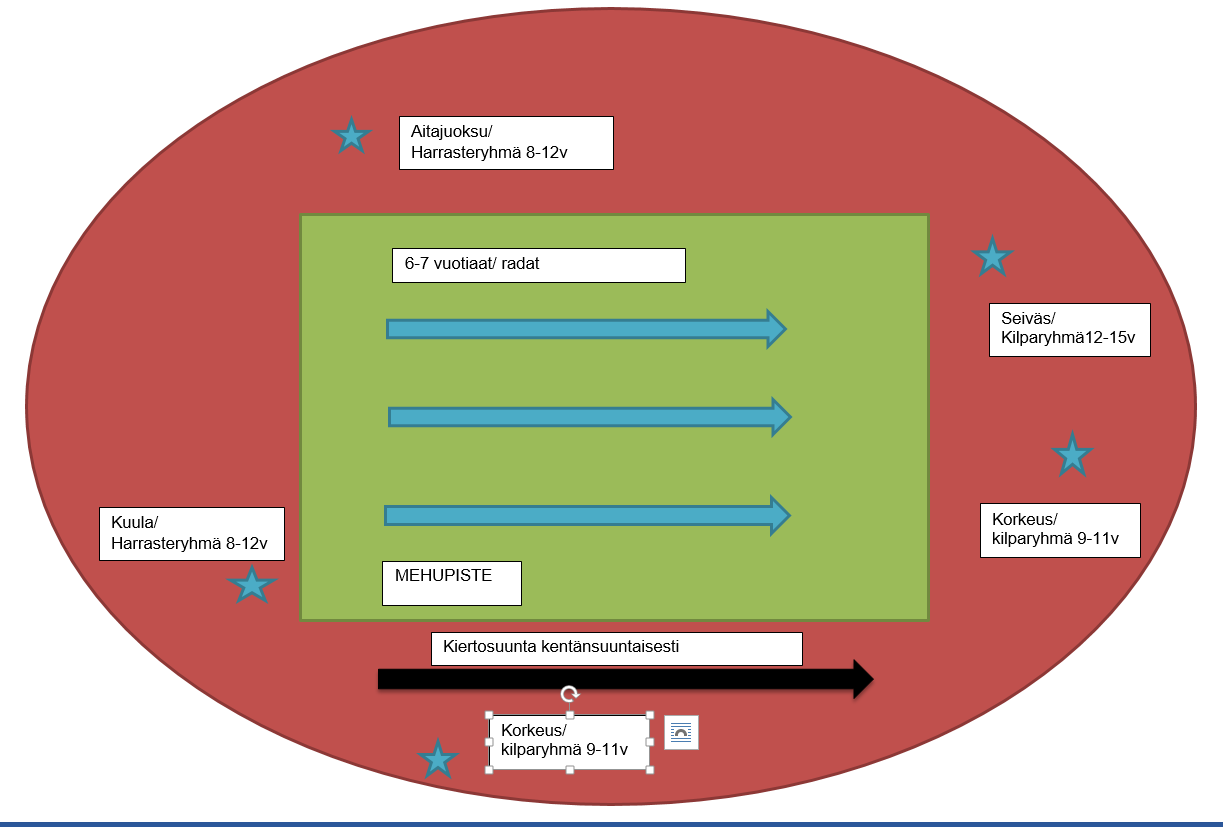 Aitajuoksu/
Harrasteryhmä 8-12v
6-7 vuotiaat/ radat
Seiväs/
Kilparyhmä12-15v
Kuula/
Harrasteryhmä 8-12v
Korkeus/
kilparyhmä 9-11v
MEHUPISTE
Kiertosuunta kentänsuuntaisesti
Korkeus/
kilparyhmä 9-11v